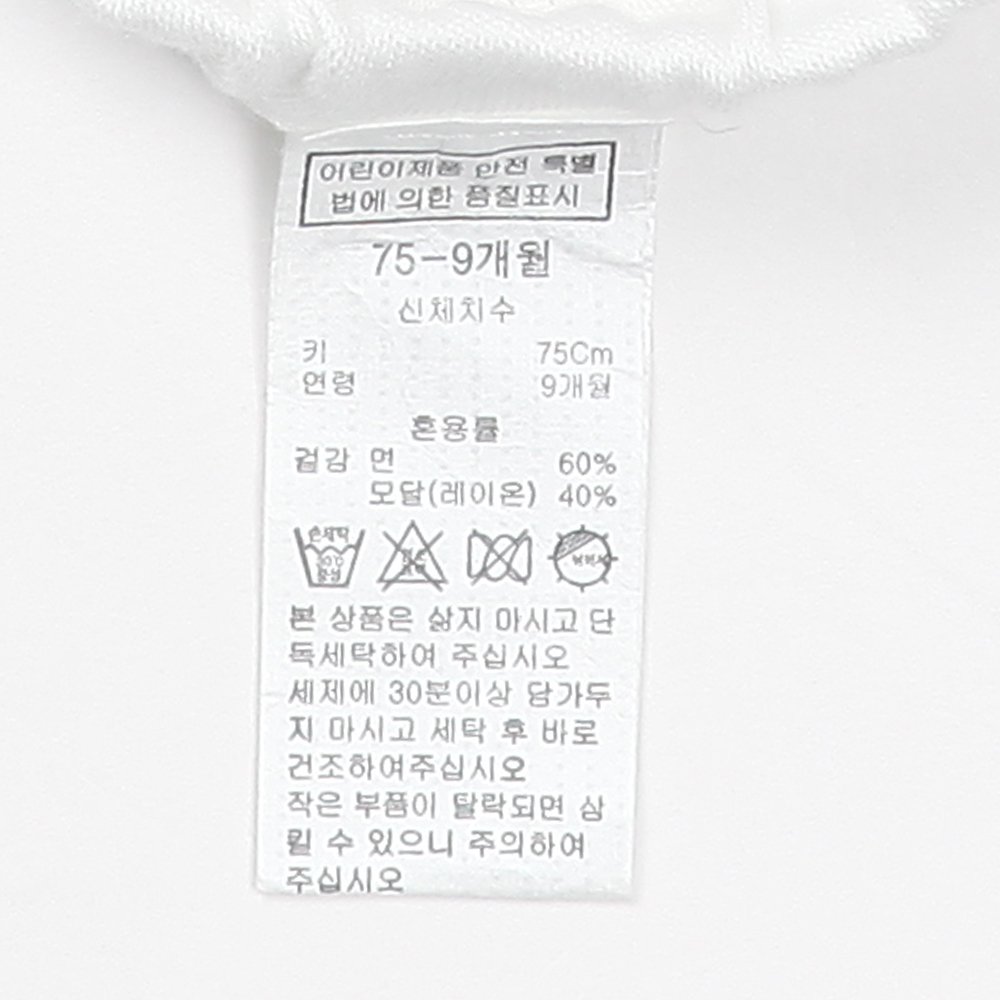 어린이제품 안전 특별
법에 의한 품질표시
75-9개월
신체치수
키 75Cm
연령 9개월
혼용률
겉감 면 60%
모달(레이온) 40%
손세탁
30℃
중성
본 상품은 삶지 마시고 단
독세탁하여 주십시오
세제에 30분이상 담가두
지 마시고 세탁 후 바로
건조하여주십시오
작은 부품이 탈락되면 삼
킬 수 있으니 주의하여
주십시오